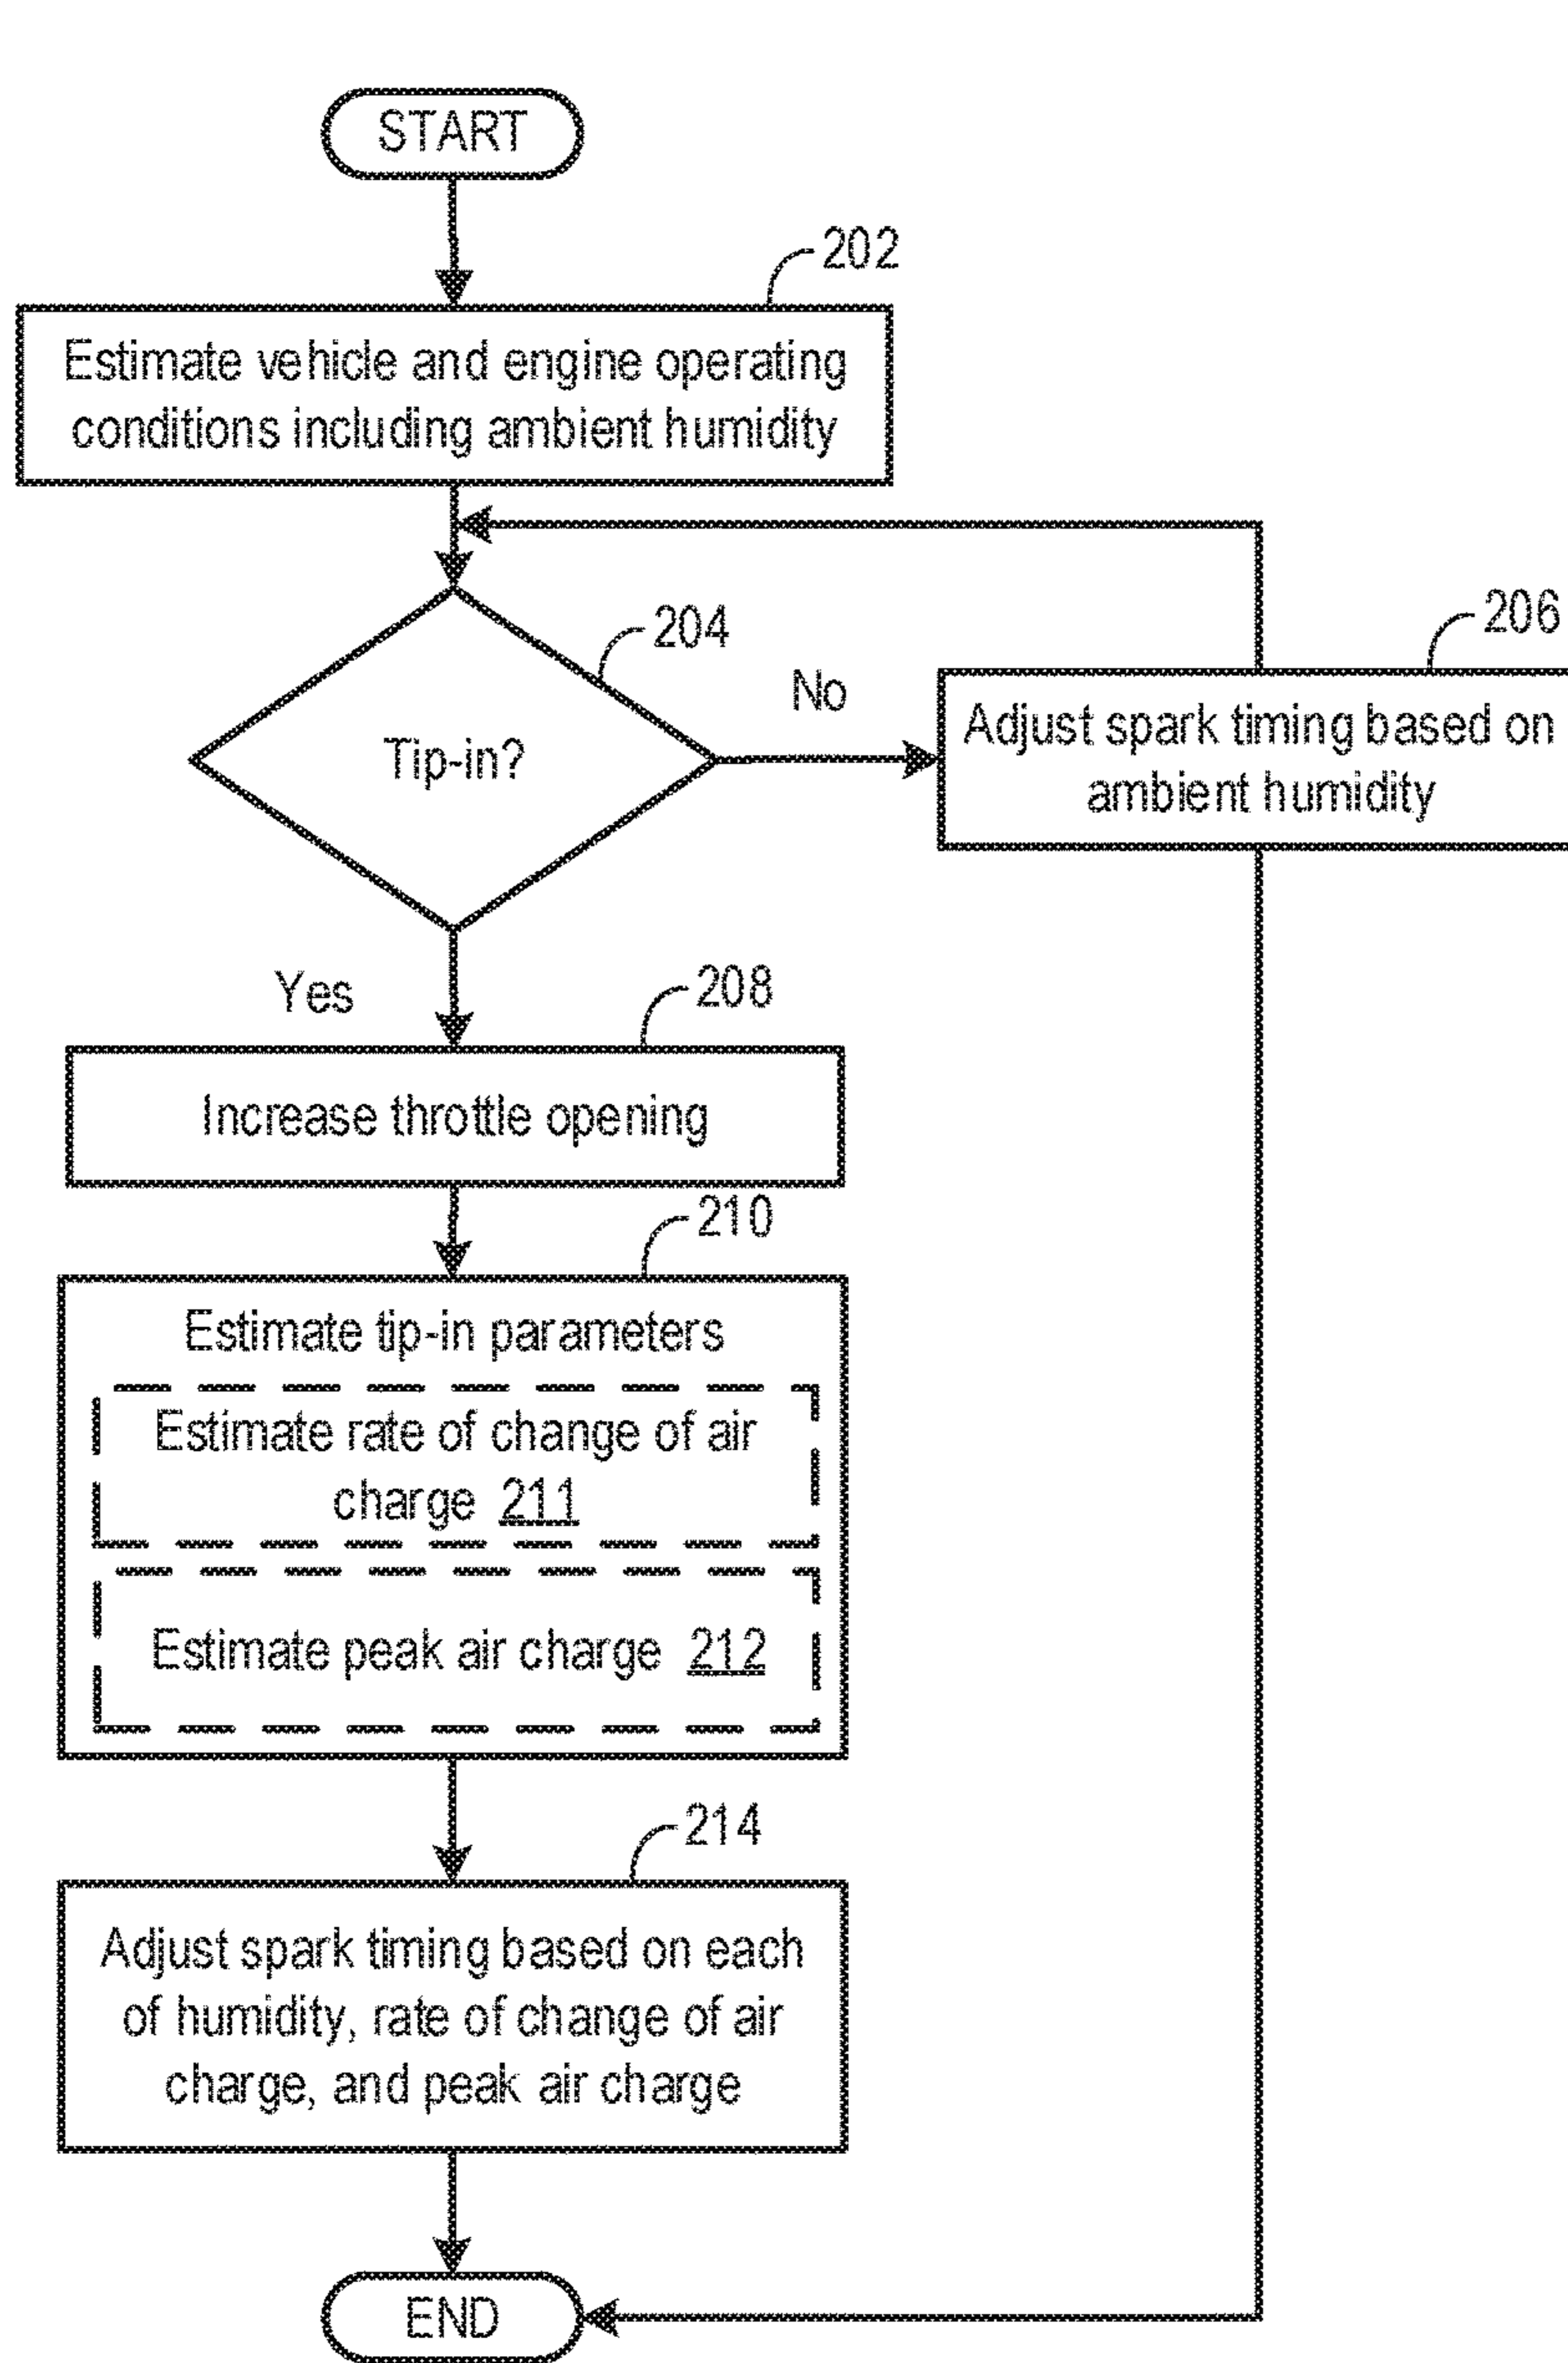 START
202
Estimate vehicle and engine operating
conditions including ambient humidity
204
Tip-in?
No
206
Adjust spark timing based on
ambient humidity
Yes
208
Increase throttle opening
210
Estimate tip-in parameters
Estimate rate of change of air
charge 211
Estimate peak air charge 212
214
Adjust spark timing based on each
of humidity, rate of change of air
charge, and peak air charge
END